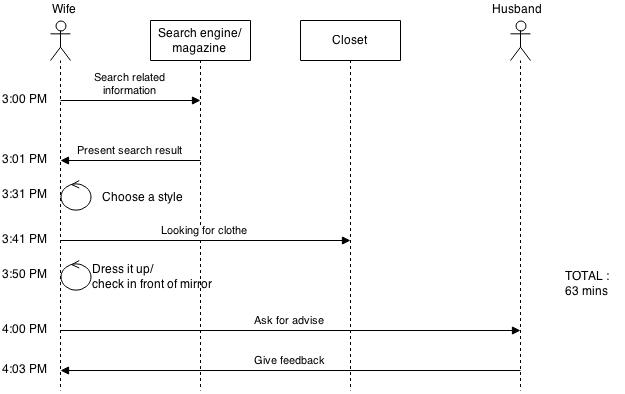 Wife
Husband
Search engine/
magazine
Closet
Search related
information
3:00 PM
Present search result
3:01 PM
3:31 PM
Choose a style
Looking for clothe
3:41 PM
3:50 PM
Dress it up/
check in front of mirror
TOTAL :
63 mins
Ask for advise
4:00 PM
Give feedback
4:03 PM